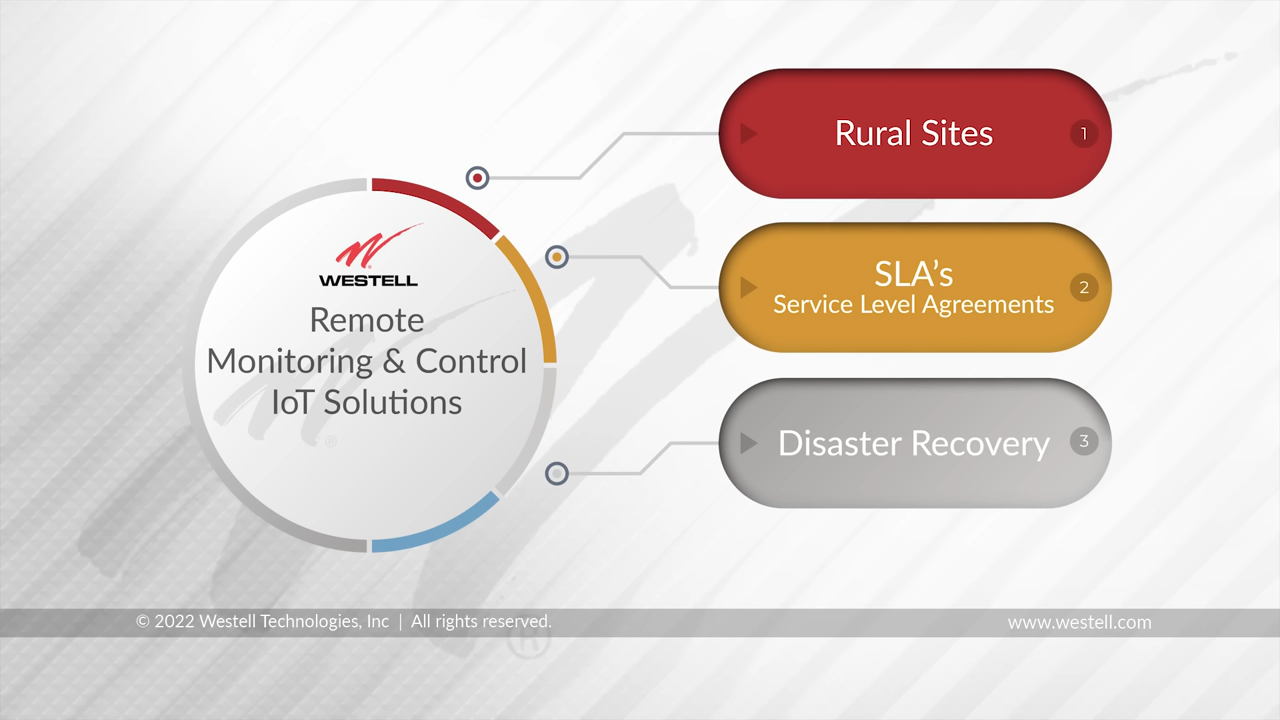 WESTELL
Remote
Monitoring & Control
IoT Solutions
Rural Sites
1
SLA’s
Service Level Agreements
2
Disaster Recovery
3
© 2022 Westell Technologies, Inc | All rights reserved.
www.westell.com
®